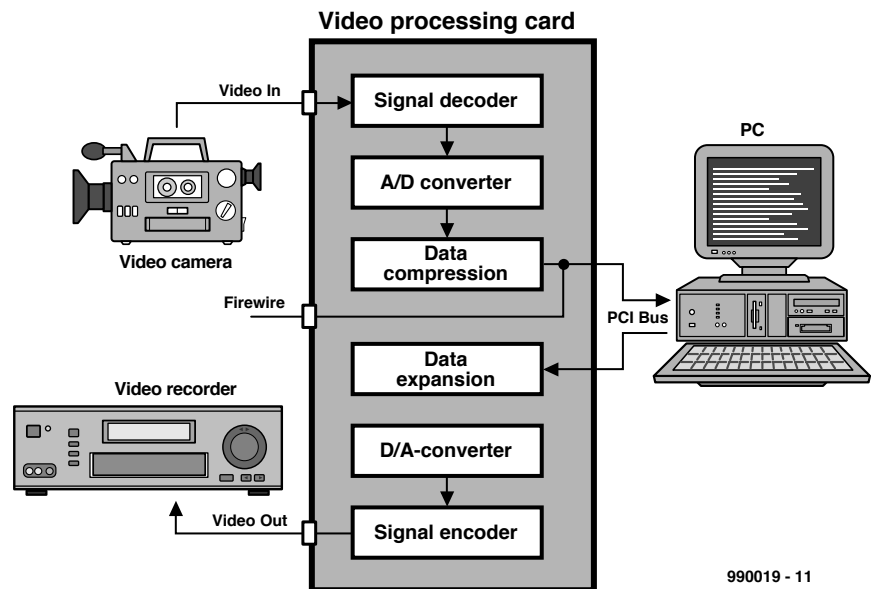 Video processing card
Video In
Signal decoder
PC
A/D converter
Video camera
Data
compression
Firewire
PCI Bus
Data
expansion
Video recorder
D/A-converter
Video Out
Signal encoder
990019 - 11